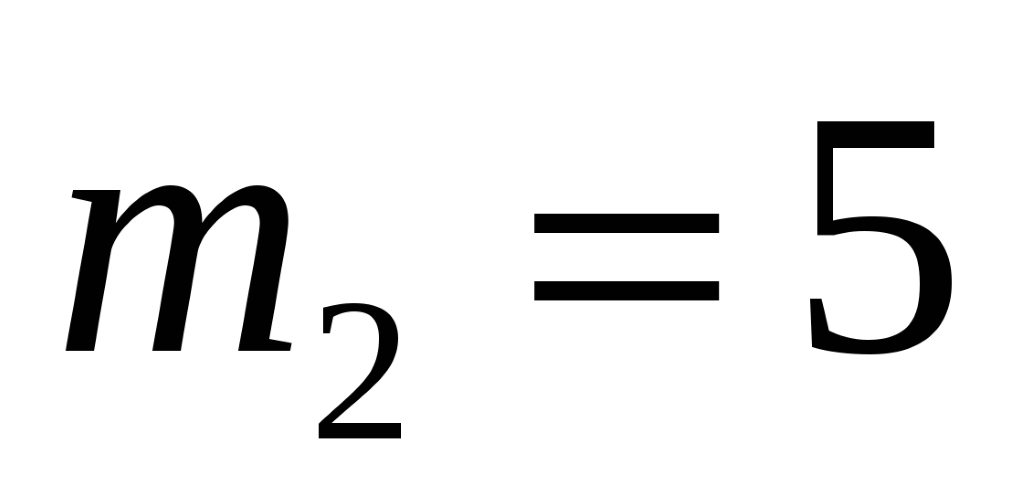 m₂ = 5